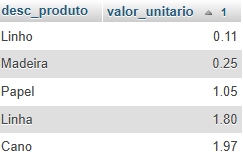 desc_produto valor_unitario 1
Linho 0.11
Madeira 0.25
Papel 1.05
Linha 1.80
Cano 1.97